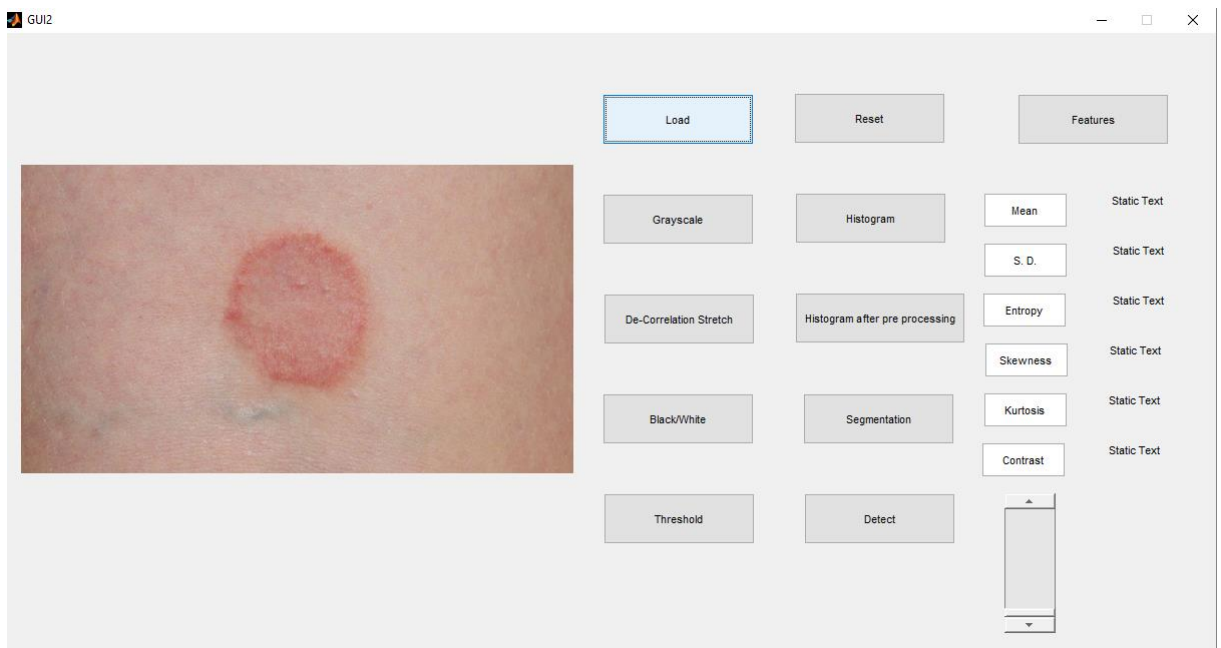 GUI2
Load
Reset
Features
Grayscale
Histogram
Mean
Static Text
S. D.
Static Text
De-Correlation Stretch
Histogram after pre processing
Entropy
Static Text
Skewness
Static Text
Black/White
Segmentation
Kurtosis
Static Text
Contrast
Static Text
Threshold
Detect